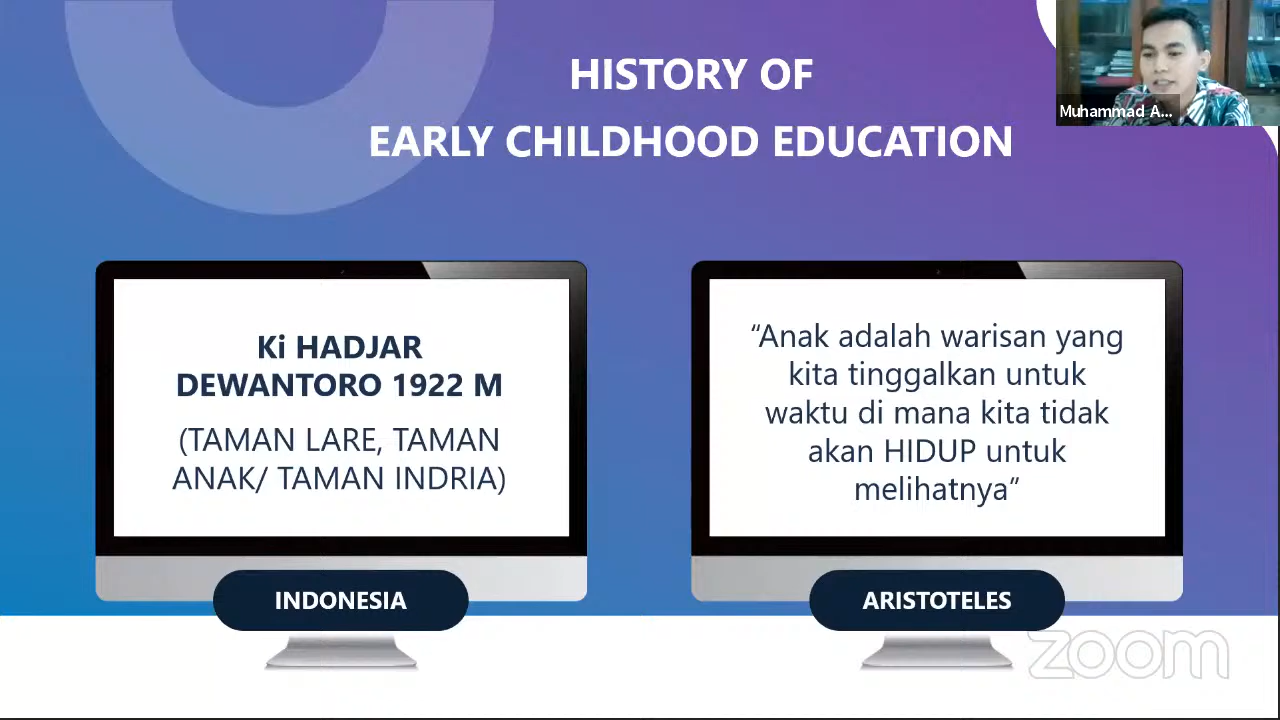 HISTORY OF
EARLY CHILDHOOD EDUCATION
Muhammad A...
Ki HADJAR
DEWANTORO 1922 M
(TAMAN LARE, TAMAN
ANAK/ TAMAN INDRIA)
INDONESIA
“Anak adalah warisan yang
kita tinggalkan untuk
waktu di mana kita tidak
akan HIDUP untuk
melihatnya”
ARISTOTELES
zoom